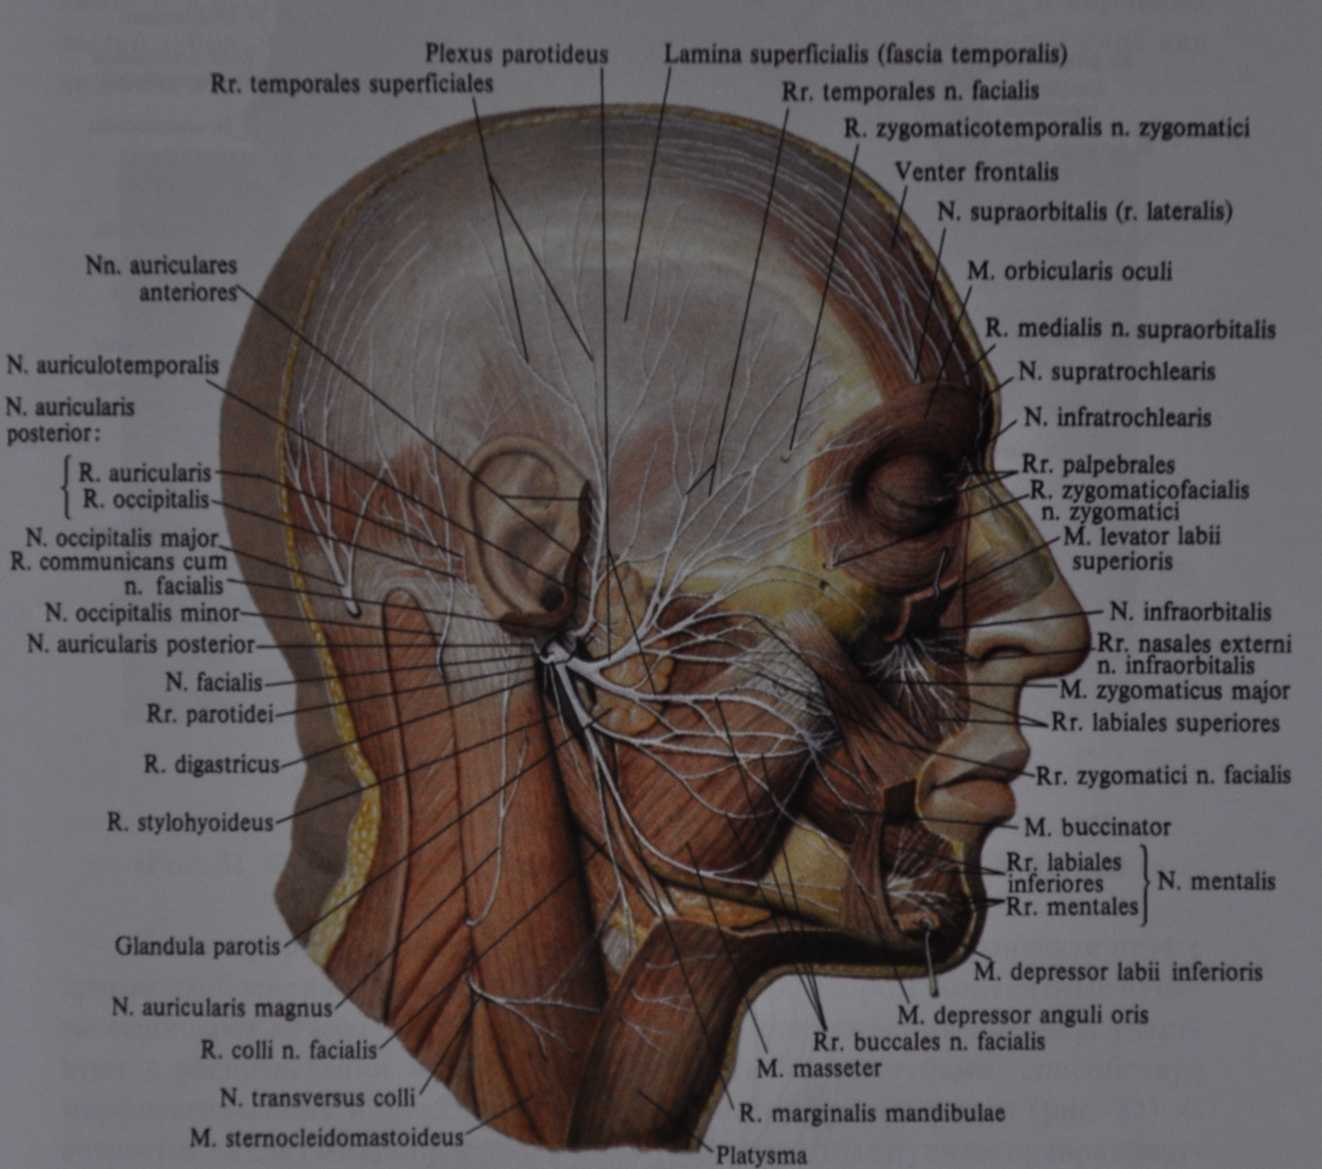 Plexus parotideus
Lamina superficialis (fascia temporalis)
Rr. temporales superficiales
Rr. temporales n. facialis
R. zygomaticotemporalis n. zygomatici
Venter frontalis
N. supraorbitalis (r. lateralis)
M. orbicularis oculi
R. medialis n. supraorbitalis
N. supratrochlearis
N. infratrochlearis
Rr. palpebrales
R. zygomaticofacialis
n. zygomatici
M. levator labii
superioris
N. infraorbitalis
Rr. nasales externi
n. infraorbitalis
M. zygomaticus major
Rr. labiales superiores
Rr. zygomatici n. facialis
M. buccinator
Rr. labiales
inferiores
Rr. mentales
N. mentalis
M. depressor labii inferioris
M. depressor anguli oris
Rr. buccales n. facialis
M. masseter
R. marginalis mandibulae
Platysma
Nn. auriculares
anteriores
N. auriculotemporalis
N. auricularis
posterior:
R. auricularis
R. occipitalis
N. occipitalis major
R. communicans cum
n. facialis
N. occipitalis minor
N. auricularis posterior
N. facialis
Rr. parotidei
R. digastricus
R. stylohyoideus
Glandula parotis
N. auricularis magnus
R. colli n. facialis
N. transversus colli
M. sternocleidomastoideus